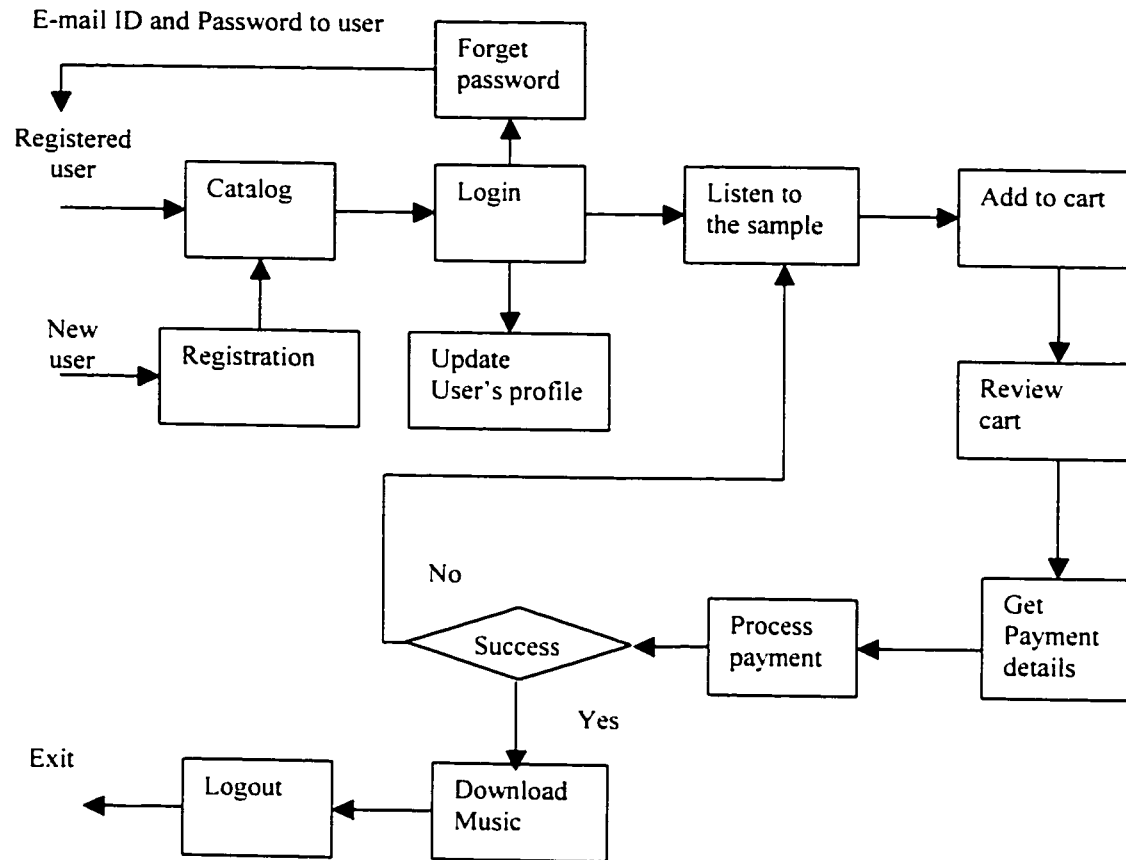 E-mail ID and Password to user
Forget
password
Registered
user
Catalog
Login
Listen to
the sample
Add to cart
New
user
Registration
Update
User's profile
Review
cart
No
Success
Process
payment
Get
Payment
details
Yes
Exit
Logout
Download
Music